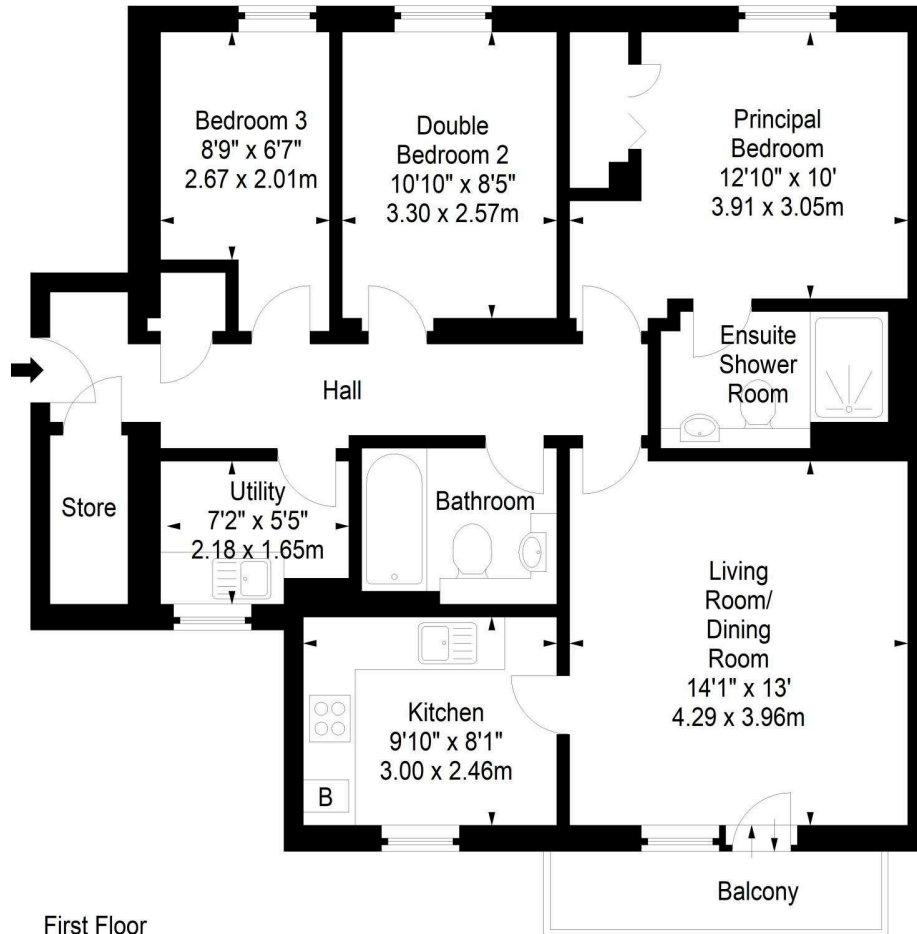 Bedroom 3
8'9" x 6'7"
2.67 x 2.01m
Double
Bedroom 2
10'10" x 8'5"
3.30 x 2.57m
Principal
Bedroom
12'10" x 10'
3.91 x 3.05m
Ensuite
Shower
Room
Hall
Store
Utility
7'2" x 5'5"
2.18 x 1.65m
Bathroom
Living
Room/
Dining
Room
14'1" x 13'
4.29 x 3.96m
Kitchen
9'10" x 8'1"
3.00 x 2.46m
B
Balcony
First Floor